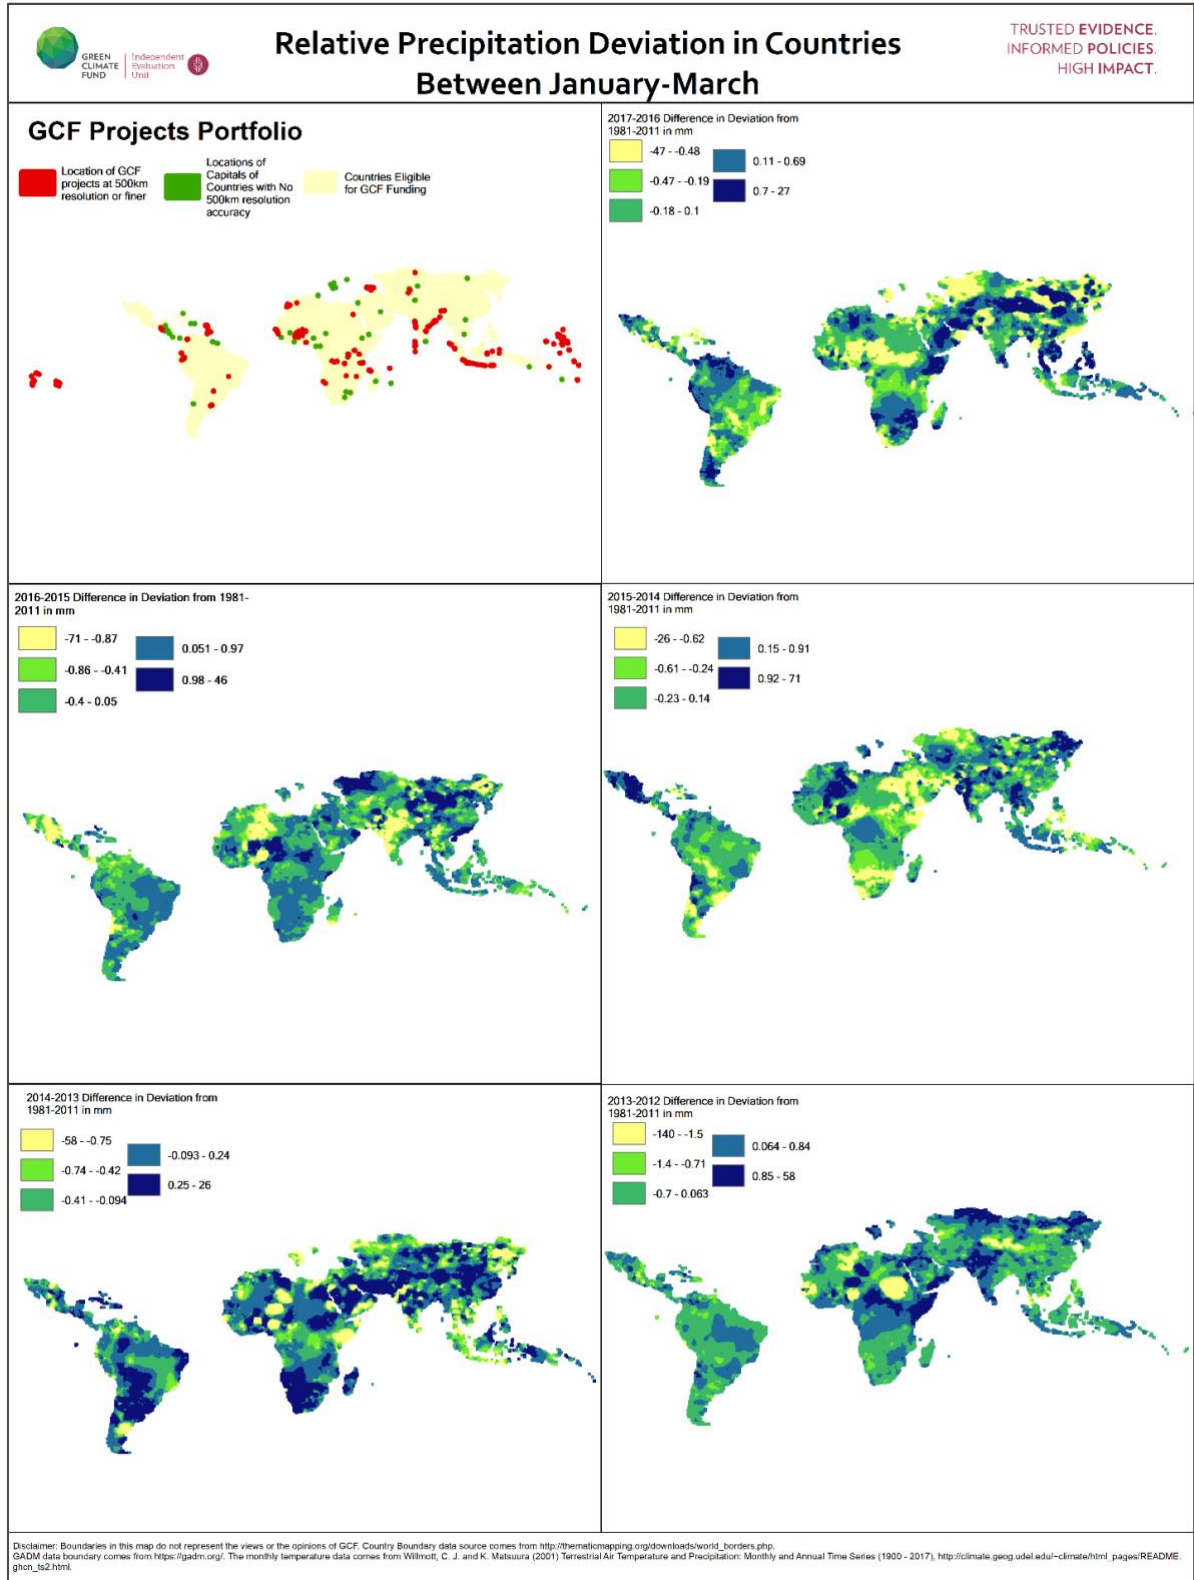 GREEN
CLIMATE
FUND
Independent
Evaluation
Unit
Relative Precipitation Deviation in Countries
Between January-March
TRUSTED EVIDENCE.
INFORMED POLICIES.
HIGH IMPACT.
GCF Projects Portfolio
Location of GCF
projects at 500km
resolution or finer
Locations of
Capitals of
Countries with No
500km resolution
accuracy
Countries Eligible
for GCF Funding
2017-2016 Difference in Deviation from
1981-2011 in mm
-47 - -0.48
-0.47 - -0.19
-0.18 - 0.1
0.11 - 0.69
0.7 - 27
2016-2015 Difference in Deviation from 1981-
2011 in mm
-71 - -0.87
-0.86 - -0.41
-0.4 - 0.05
0.051 - 0.97
0.98 - 46
2015-2014 Difference in Deviation from
1981-2011 in mm
-26 - -0.62
-0.61 - -0.24
-0.23 - 0.14
0.15 - 0.91
0.92 - 71
2014-2013 Difference in Deviation from
1981-2011 in mm
-58 - -0.75
-0.74 - -0.42
-0.41 - -0.094
-0.093 - 0.24
0.25 - 26
2013-2012 Difference in Deviation from
1981-2011 in mm
-140 - -1.5
-1.4 - -0.71
-0.7 - 0.063
0.064 - 0.84
0.85 - 58
Disclaimer: Boundaries in this map do not represent the views or the opinions of GCF. Country Boundary data source comes from http://thematicmapping.org/downloads/world_borders.php.
GADM data boundary comes from https://gadm.org/. The monthly temperature data comes from Willmott, C. J. and K. Matsuura (2001) Terrestrial Air Temperature and Precipitation: Monthly and Annual Time Series (1900 - 2017), http://climate.geog.udel.edu/~climate/html_pages/README.
ghcn_ts2.html.